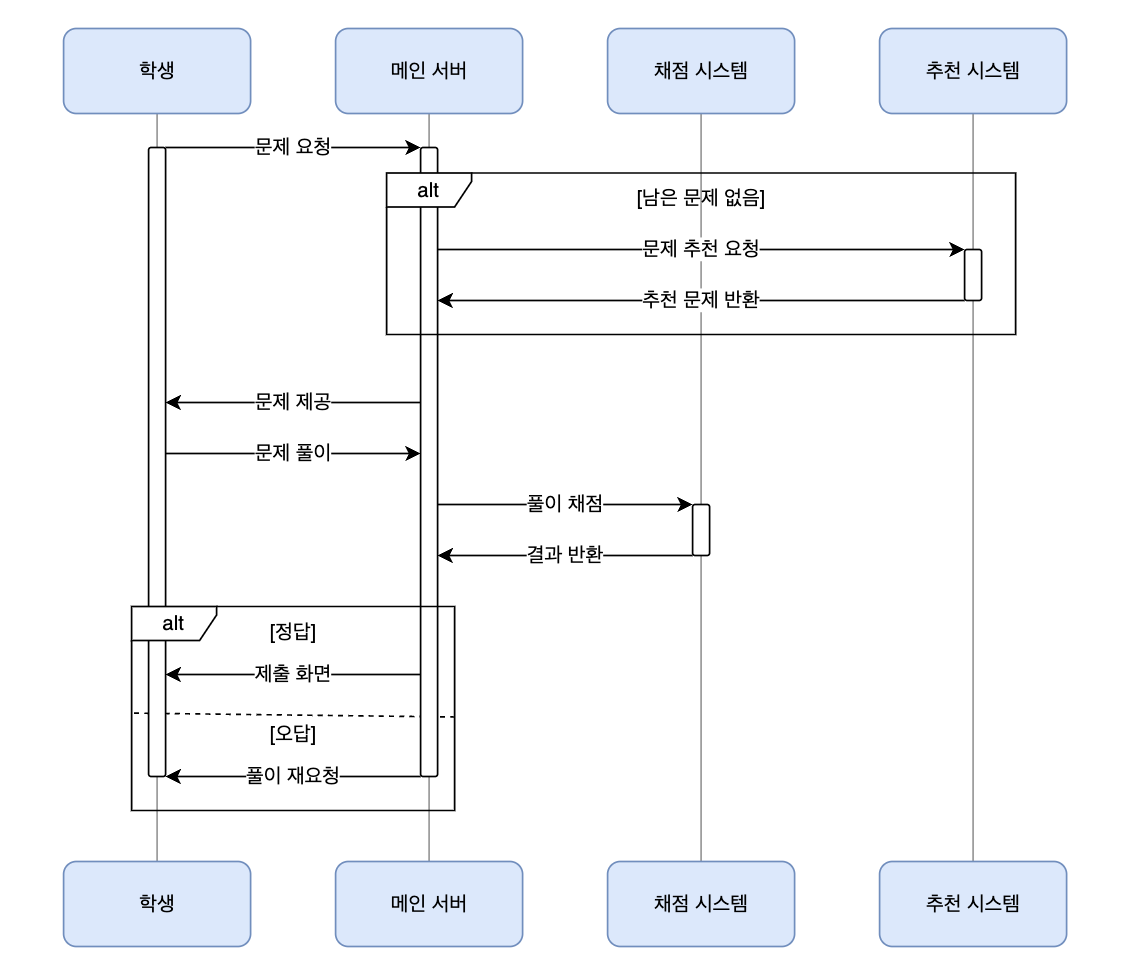 학생
메인 서버
채점 시스템
추천 시스템
문제 요청
alt
[남은 문제 없음]
문제 추천 요청
추천 문제 반환
문제 제공
문제 풀이
풀이 채점
결과 반환
alt
[정답]
제출 화면
[오답]
풀이 재요청
학생
메인 서버
채점 시스템
추천 시스템